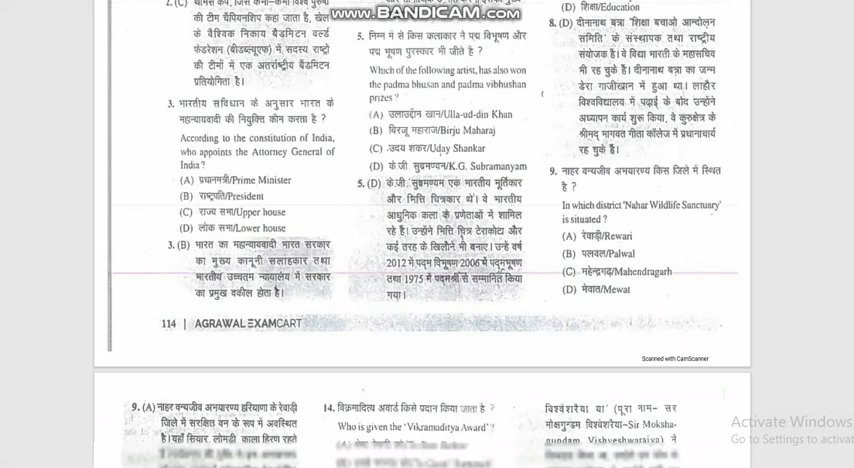 WWW.BANDICAM.COM
2.(C) थॉमस कप, जिसे कभी-कभी विश्व पुरुषों
की टीम चैंपियनशिप कहा जाता है, खेल
के वैश्विक निकाय बैडमिंटन वर्ल्ड
फेडरेशन (बीडब्ल्यूएफ) में सदस्य राष्ट्रों
की टीमों में एक अंतर्राष्ट्रीय बैडमिंटन
प्रतियोगिता है।
3. भारतीय संविधान के अनुसार भारत के
महान्यवादी की नियुक्ति कौन करता है ?
According to the constitution of India,
who appoints the Attorney General of
India?
(A) प्रधानमंत्री/Prime Minister
(B) राष्ट्रपति/President
(C) राज्य सभा/Upper house
(D) लोक सभा/Lower house
3. (B) भारत का महान्यायवादी भारत सरकार
का मुख्य कानूनी सलाहकार तथा
भारतीय उच्चतम न्यायालय में सरकार
का प्रमुख वकील होता है।
114 | AGRAWAL EXAMCART
5. निम्न में से किस कलाकार ने पद्म विभूषण और
पद्म भूषण पुरस्कार भी जीते है ?
Which of the following artist, has also won
the padma bhusan and padma vibhushan
prizes ?
(A) उलाउद्दीन खान/Ulla-ud-din Khan
(B) बिरजू महाराज/Birju Maharaj
(C) उदय शंकर/Uday Shankar
(D) के.जी. सुब्रमण्यन/K.G. Subramanyam
5. (D) के.जी. सुब्रमण्यम एक भारतीय मूर्तिकार
और भित्ति चित्रकार थे। वे भारतीय
आधुनिक कला के प्रणेताओं में शामिल
रहे हैं। उन्होंने भित्ति चित्र टेराकोटा और
कई तरह के खिलौने भी बनाए। उन्हें वर्ष
2012 में पद्म विभूषण 2006 में पद्मभूषण
तथा 1975 में पद्मश्री से सम्मानित किया
गया।
(D) शिक्षा/Education
8. (D) दीनानाथ बत्रा 'शिक्षा बचाओ आन्दोलन
समिति' के संस्थापक तथा राष्ट्रीय
संयोजक है। वे विद्या भारती के महासचिव
भी रह चुके हैं। दीनानाथ बत्रा का जन्म
डेरा गाजीखान में हुआ था। लाहौर
विश्वविद्यालय में पढ़ाई के बाद उन्होंने
अध्यापन कार्य शुरू किया, वे कुरुक्षेत्र के
श्रीमद् भागवत गीता कॉलेज में प्रधानाचार्य
रह चुके हैं।
9. नाहर वन्यजीव अभयारण्य किस जिले में स्थित
है ?
In which district 'Nahar Wildlife Sanctuary'
is situated ?
(A) रेवाड़ी/Rewari
(B) पलवल/Palwal
(C) महेन्द्रगढ़/Mahendragarh
(D) मेवात/Mewat
Scanned with CamScanner
9. (A) नाहर वन्यजीव अभयारण्य हरियाणा के रेवाड़ी
जिले में संरक्षित वन के रूप में अवस्थित
है। यहाँ सियार, लोमड़ी, काला हिरण रहते
14. विक्रमादित्य अवार्ड किसे प्रदान किया जाता है ?
Who is given the 'Vikramaditya Award'?
विश्वेशरैया था' (पूरा नाम- सर
मोक्षगुण्डम विश्वेशरैया-Sir Moksha-
gundam Vishveshwaraiya) ने
Activate Windows
Go to Settings to activat